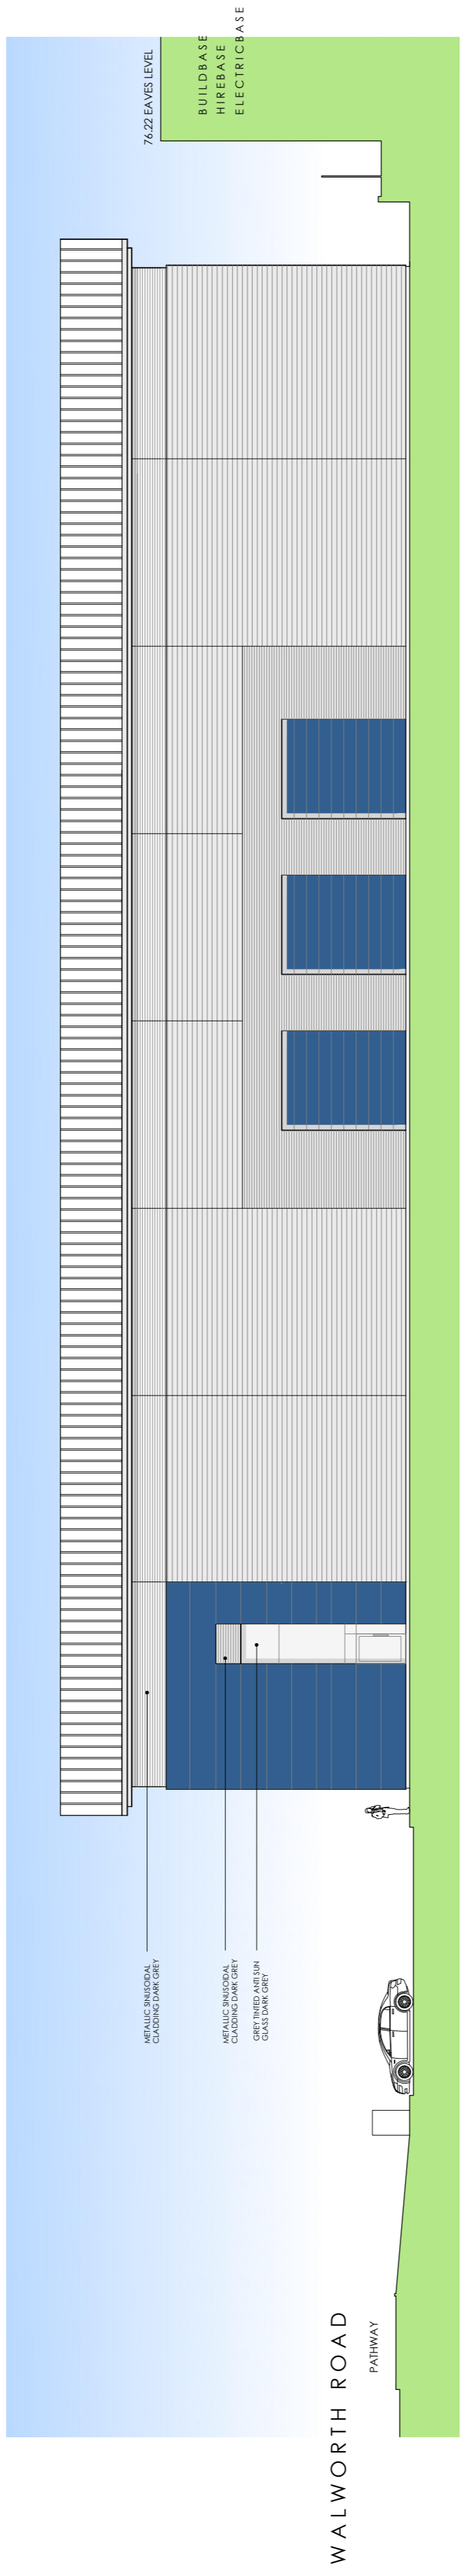 WALWORTH ROAD
PATHWAY
METALLIC SINUSOIDAL
CLADDING DARK GREY
METALLIC SINUSOIDAL
CLADDING DARK GREY
GREY TINTED ANTI SUN
GLASS DARK GREY
76.22 EAVES LEVEL
BUILDBASE
HIREBASE
ELECTRICBASE